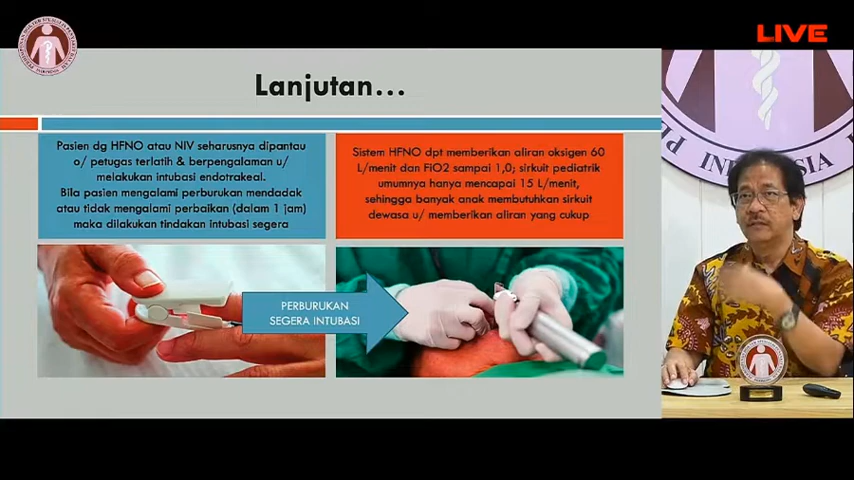 LIVE
Lanjutan...
Pasien dg HFNO atau NIV seharusnya dipantau
o/ petugas terlatih & berpengalaman u/
melakukan intubasi endotrakeal.
Bila pasien mengalami perburukan mendadak
atau tidak mengalami perbaikan (dalam 1 jam)
maka dilakukan tindakan intubasi segera
Sistem HFNO dpt memberikan aliran oksigen 60
L/menit dan FiO2 sampai 1,0; sirkuit pediatrik
umumnya hanya mencapai 15 L/menit,
sehingga banyak anak membutuhkan sirkuit
dewasa u/ memberikan aliran yang cukup
PERBURUKAN
SEGERA INTUBASI